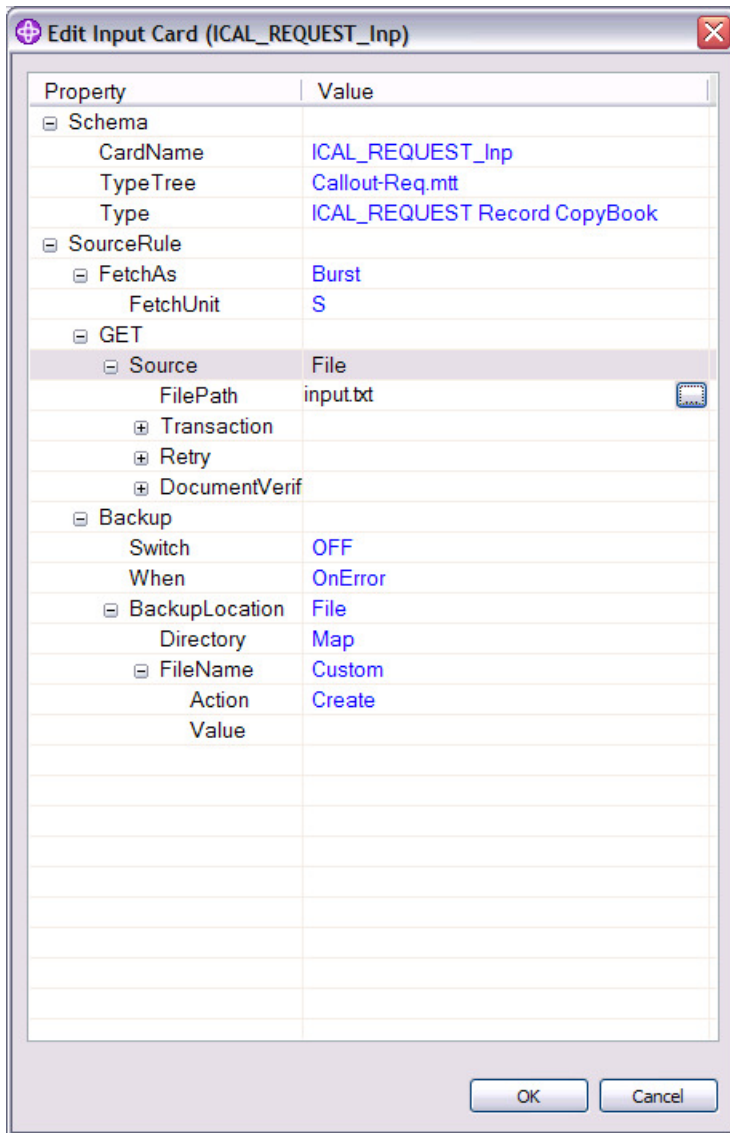 Edit Input Card (ICAL_REQUEST_Inp)
Property Value
Schema
CardName ICAL_REQUEST_Inp
TypeTree Callout-Req.mtt
Type ICAL_REQUEST Record CopyBook
SourceRule
FetchAs Burst
FetchUnit S
GET
Source File
FilePath input.txt ...
Transaction
Retry
DocumentVerif
Backup
Switch OFF
When OnError
BackupLocation File
Directory Map
FileName Custom
Action Create
Value
OK Cancel